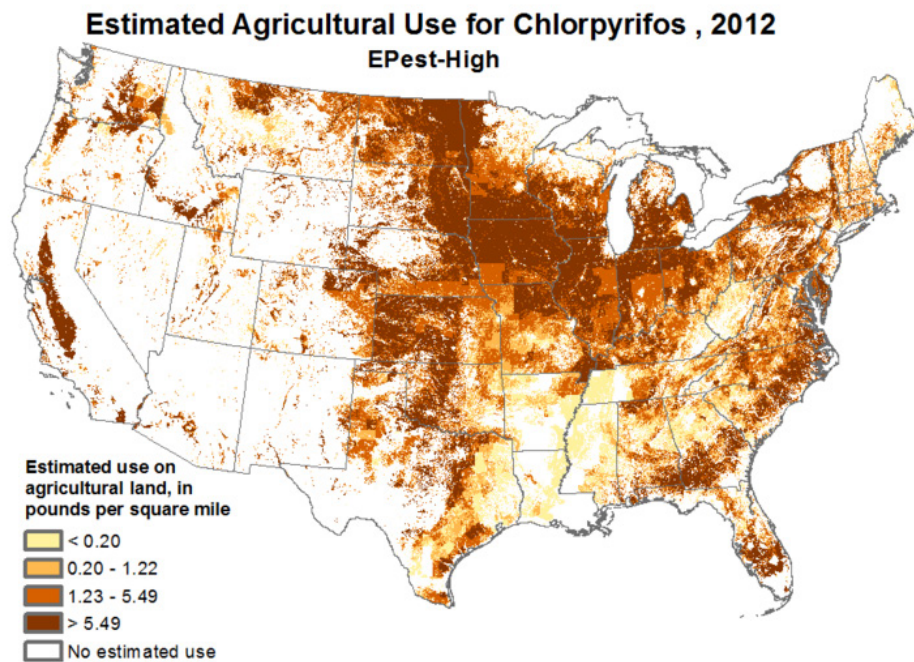 Estimated Agricultural Use for Chlorpyrifos , 2012
EPest-High
Estimated use on
agricultural land, in
pounds per square mile
< 0.20
0.20 - 1.22
1.23 - 5.49
> 5.49
No estimated use